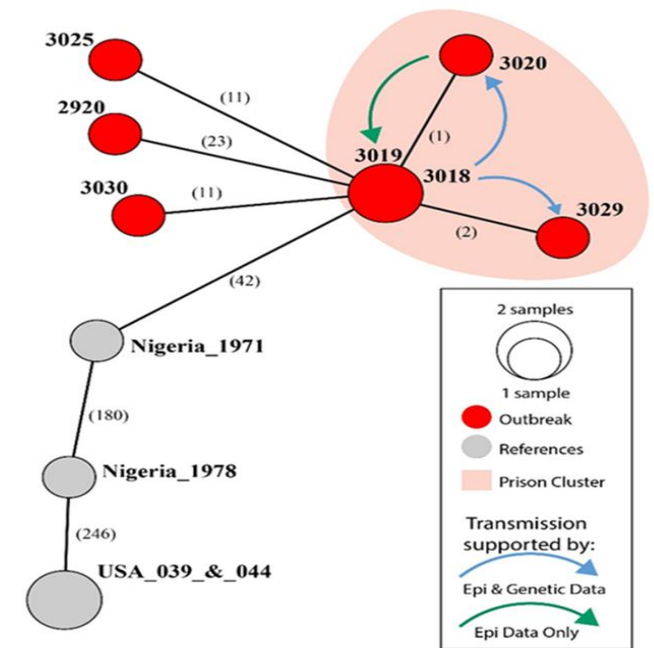 3025
(11)
2920
(23)
3030
(11)
3020
(1)
3019
3018
3029
(2)
(42)
Nigeria_1971
(180)
Nigeria_1978
(246)
USA_039_&_044
2 samples
1 sample
Outbreak
References
Prison Cluster
Transmission
supported by:
Epi & Genetic Data
Epi Data Only